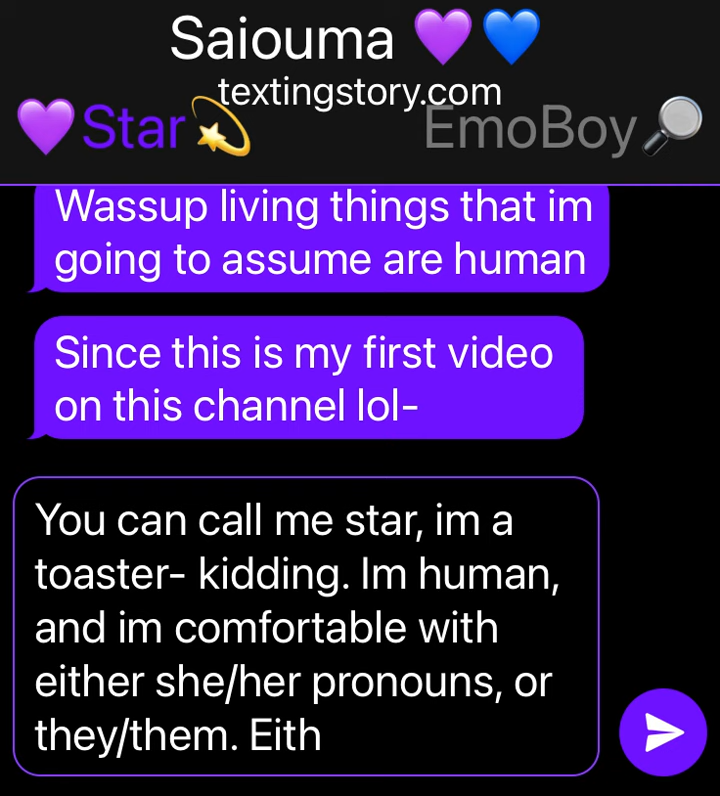 Saiouma 💜💙
textingstory.com
💜Star💫 EmoBoy🔎
Wassup living things that im
going to assume are human
Since this is my first video
on this channel lol-
You can call me star, im a
toaster- kidding. Im human,
and im comfortable with
either she/her pronouns, or
they/them. Eith